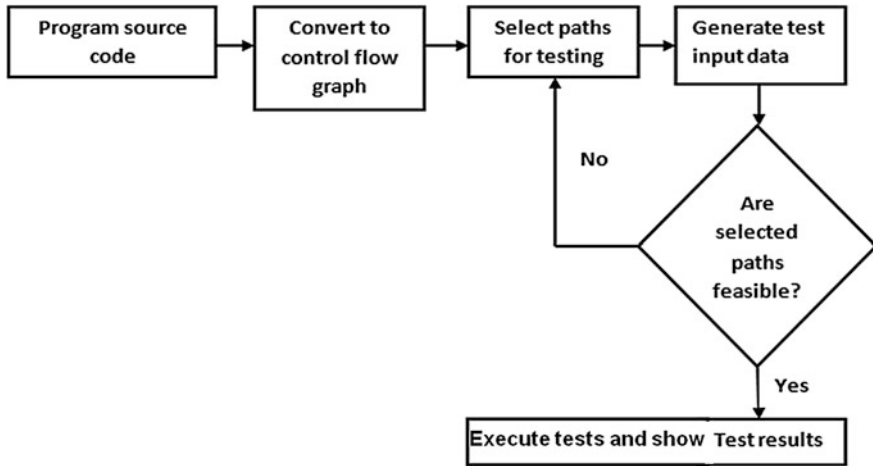 Program source
code
Convert to
control flow
graph
Select paths
for testing
Generate test
input data
No
Are
selected
paths
feasible?
Yes
Execute tests and show Test results